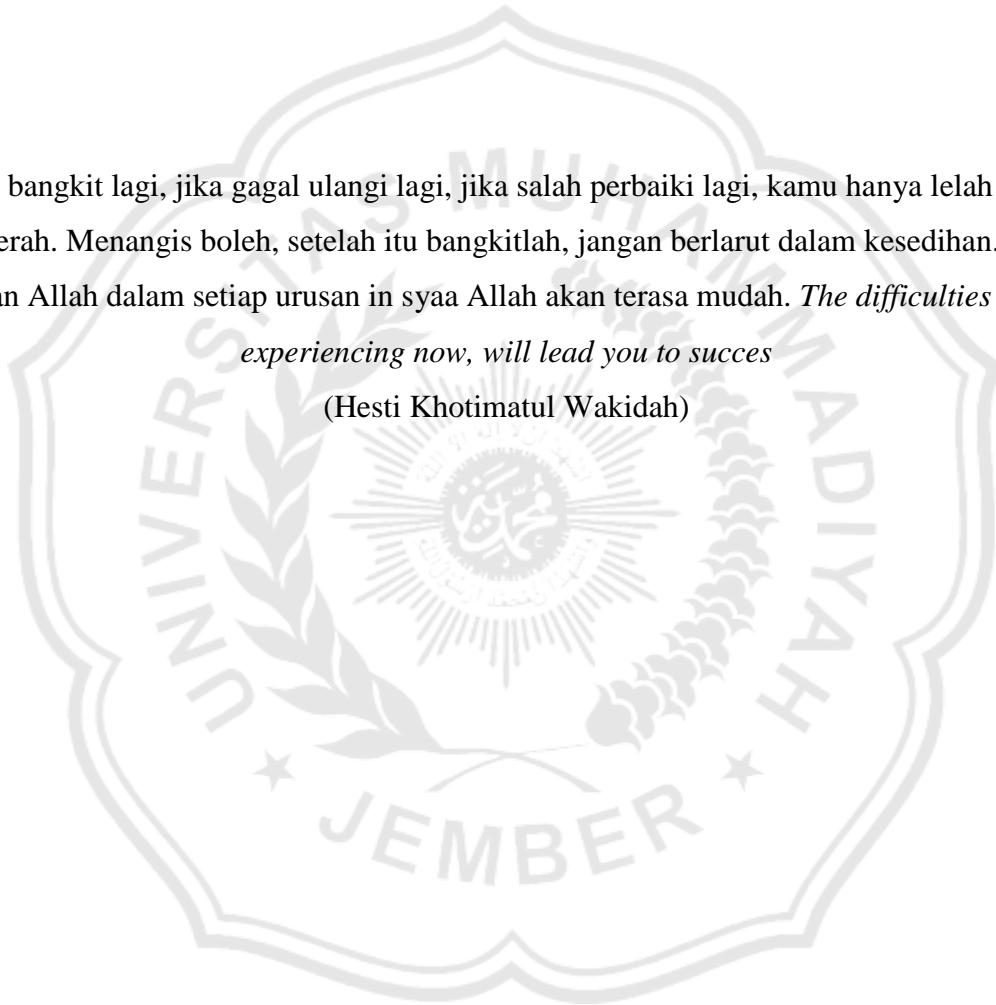 bangkit lagi, jika gagal ulangi lagi, jika salah perbaiki lagi, kamu hanya lelah
erah. Menangis boleh, setelah itu bangkitlah, jangan berlarut dalam kesedihan.
an Allah dalam setiap urusan in syaa Allah akan terasa mudah. The difficulties
experiencing now, will lead you to succes
(Hesti Khotimatul Wakidah)
UNIVERSITAS MUHAMMADIYAH
JEMBER